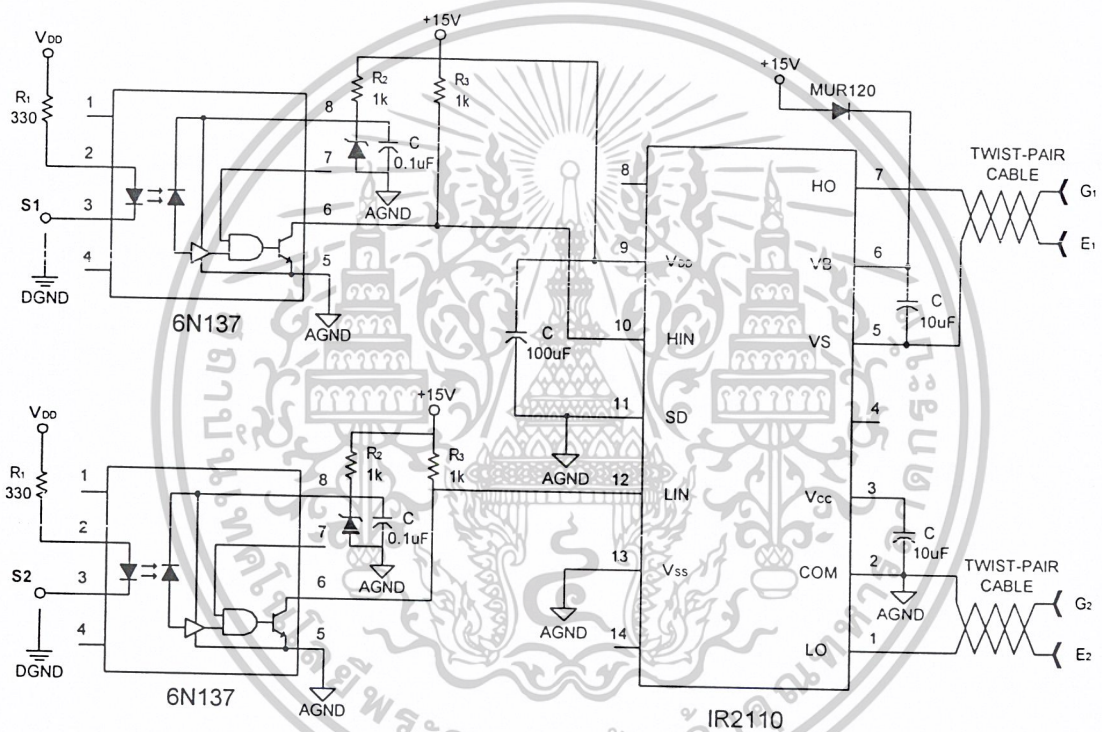 VDD
R1
330
1
2
3
4
S1
DGND
8
7
6
5
6N137
+15V
R2
1k
R3
1k
C
0.1uF
AGND
AGND
VDD
R1
330
1
2
3
4
S2
DGND
8
7
6
5
6N137
+15V
R2
1k
R3
1k
C
0.1uF
AGND
AGND
C
100uF
AGND
AGND
8
9
10
11
12
13
14
VDD
HIN
SD
LIN
VSS
HO
VB
VS
VCC
COM
LO
7
6
5
4
3
2
1
IR2110
+15V
MUR120
C
10uF
C
10uF
AGND
TWIST-PAIR
CABLE
G1
E1
TWIST-PAIR
CABLE
G2
E2